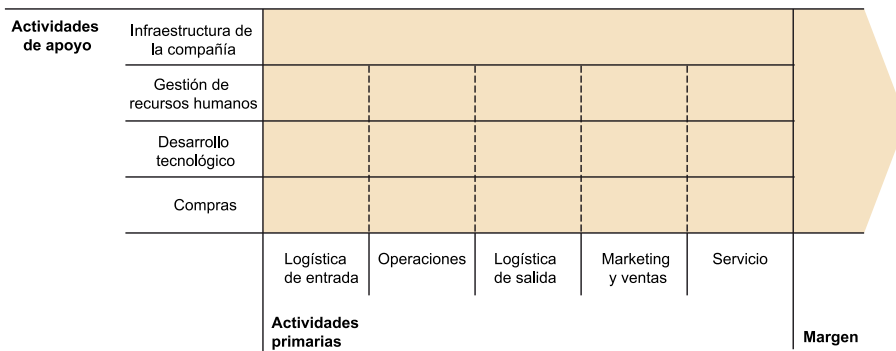 Actividades
de apoyo
Infraestructura de
la compañía
Gestión de
recursos humanos
Desarrollo
tecnológico
Compras
Logística
de entrada
Operaciones
Logística
de salida
Marketing
y ventas
Servicio
Actividades
primarias
Margen